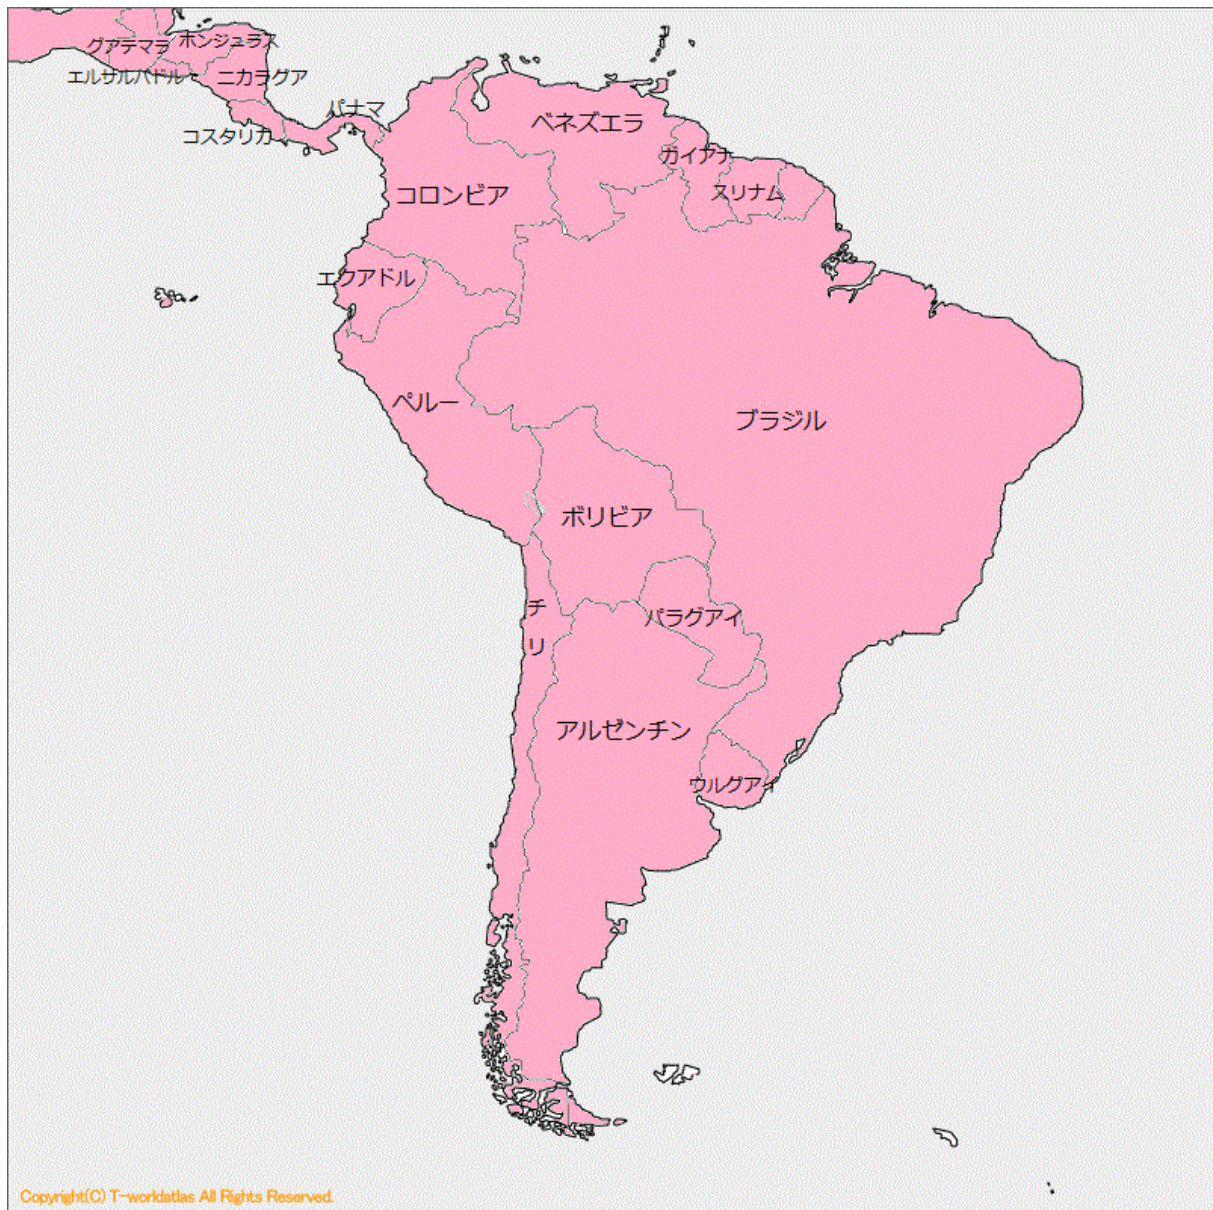 ホンジュラス
グアテマラ
エルサルバドル
ニカラグア
パナマ
コスタリカ
ベネズエラ
ガイアナ
スリナム
コロンビア
エクアドル
ペルー
ブラジル
ボリビア
チリ
パラグアイ
アルゼンチン
ウルグアイ
Copyright(C) T-worldatlas All Rights Reserved.